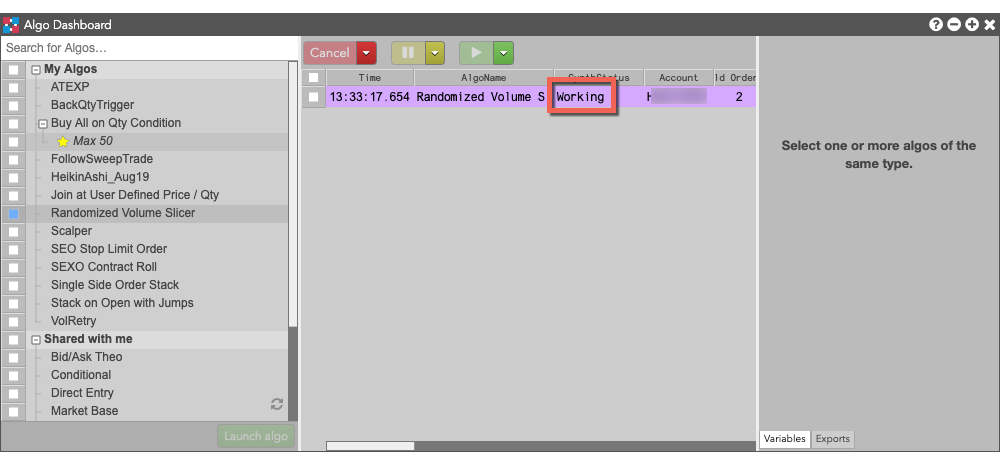 Algo Dashboard
Search for Algos…
My Algos
ATEXP
BackQtyTrigger
Buy All on Qty Condition
Max 50
FollowSweepTrade
HeikinAshi_Aug19
Join at User Defined Price / Qty
Randomized Volume Slicer
Scalper
SEO Stop Limit Order
SEXO Contract Roll
Single Side Order Stack
Stack on Open with Jumps
VolRetry
Shared with me
Bid/Ask Theo
Conditional
Direct Entry
Market Base
Launch algo
Cancel
Time AlgoName SynthStatus Account ld Order
13:33:17.654 Randomized Volume S Working 2
Select one or more algos of the
same type.
Variables Exports